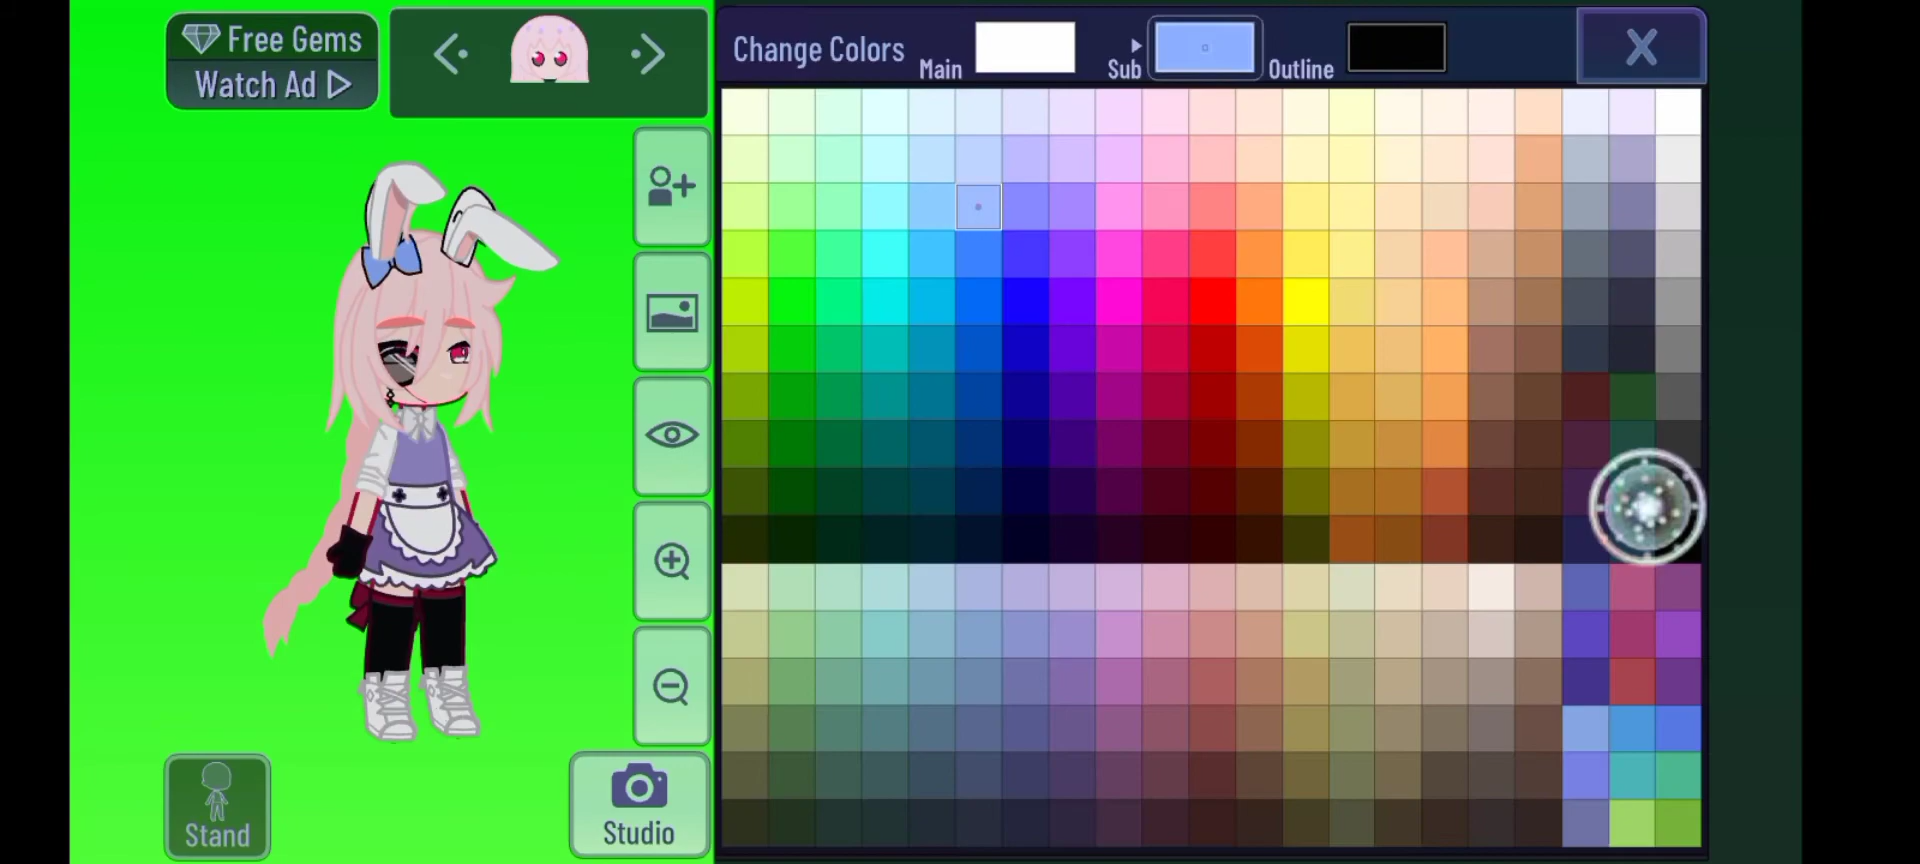 Free Gems
Watch Ad
Change Colors
Main
Sub
Outline
X
Stand
Studio